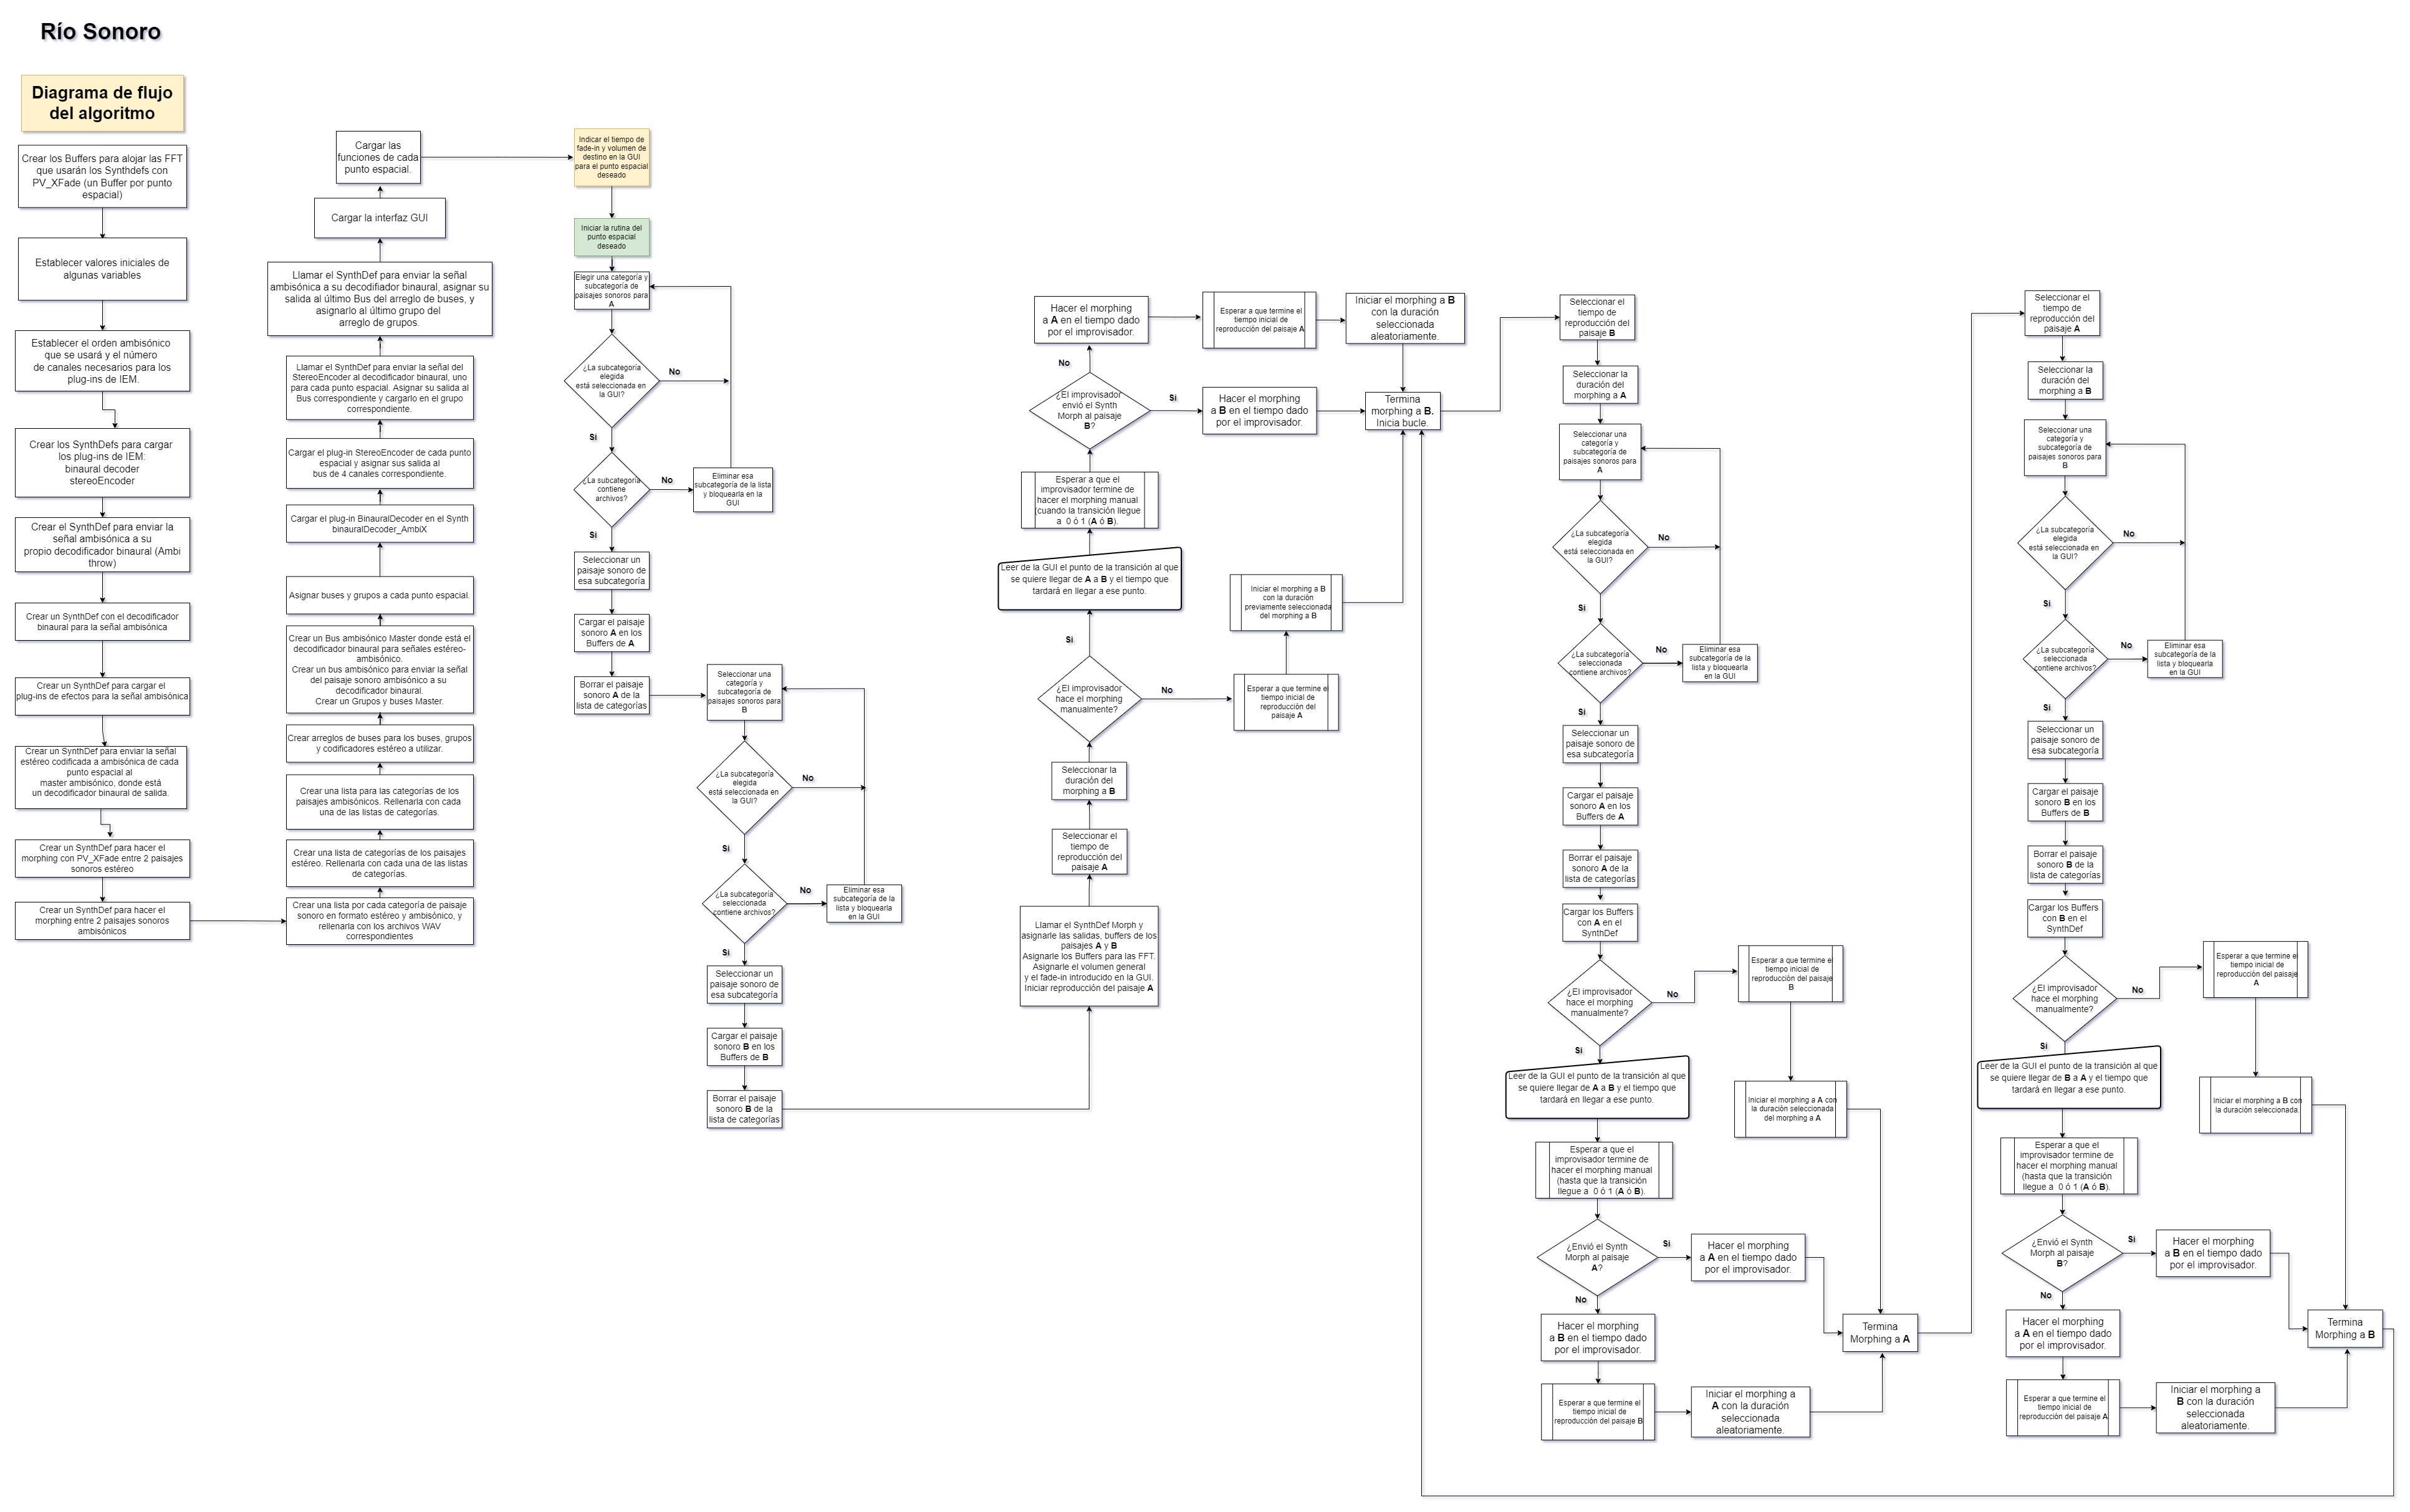 Río Sonoro
Diagrama de flujo
del algoritmo
Crear los Buffers para alojar las FFT
que usarán los Synthdefs con
PV_XFade (un Buffer por punto
espacial)
Establecer valores iniciales de
algunas variables
Establecer el orden ambisónico
que se usará y el número
de canales necesarios para los
plug-ins de IEM.
Crear los SynthDefs para cargar
los plug-ins de IEM:
binaural decoder
stereoEncoder
Crear el SynthDef para enviar la
señal ambisónica a su
propio decodificador binaural (Ambi
throw)
Crear un SynthDef con el decodificador
binaural para la señal ambisónica
Crear un SynthDef para cargar el
plug-ins de efectos para la señal ambisónica
Crear un SynthDef para enviar la señal
estéreo codificada a ambisónica de cada
punto espacial al
master ambisónico, donde está
un decodificador binaural de salida.
Crear un SynthDef para hacer el
morphing con PV_XFade entre 2 paisajes
sonoros estéreo
Crear un SynthDef para hacer el
morphing entre 2 paisajes sonoros
ambisónicos
Cargar las
funciones de cada
punto espacial.
Cargar la interfaz GUI
Llamar el SynthDef para enviar la señal
ambisónica a su decodifiador binaural, asignar su
salida al último Bus del arreglo de buses, y
asignarlo al último grupo del
arreglo de grupos.
Llamar el SynthDef para enviar la señal del
StereoEncoder al decodificador binaural, uno
para cada punto espacial. Asignar su salida al
Bus correspondiente y cargarlo en el grupo
correspondiente.
Cargar el plug-in StereoEncoder de cada punto
espacial y asignar sus salida al
bus de 4 canales correspondiente.
Cargar el plug-in BinauralDecoder en el Synth
binauralDecoder_AmbiX
Asignar buses y grupos a cada punto espacial.
Crear un Bus ambisónico Master donde está el
decodificador binaural para señales estéreo-
ambisónico.
Crear un bus ambisónico para enviar la señal
del paisaje sonoro ambisónico a su
decodificador binaural.
Crear un Grupos y buses Master.
Crear arreglos de buses para los buses, grupos
y codificadores estéreo a utilizar.
Crear una lista para las categorías de los
paisajes ambisónicos. Rellenarla con cada
una de las listas de categorías.
Crear una lista de categorías de los paisajes
estéreo. Rellenarla con cada una de las listas
de categorías.
Crear una lista por cada categoría de paisaje
sonoro en formato estéreo y ambisónico, y
rellenarla con los archivos WAV
correspondientes
Indicar el tiempo de
fade-in y volumen de
destino en la GUI
para el punto espacial
deseado
Iniciar la rutina del
punto espacial
deseado
Elegir una categoría y
subcategoría de
paisajes sonoros para
A
¿La subcategoría
elegida
está seleccionada en
la GUI?
No
Si
¿La subcategoría
contiene
archivos?
No
Eliminar esa
subcategoría de la lista
y bloquearla en la
GUI
Si
Seleccionar un
paisaje sonoro de
esa subcategoría
Cargar el paisaje
sonoro A en los
Buffers de A
Borrar el paisaje
sonoro A de la
lista de categorías
Seleccionar una
categoría y
subcategoría de
paisajes sonoros para
B
¿La subcategoría
elegida
está seleccionada en
la GUI?
No
Si
¿La subcategoría
seleccionada
contiene archivos?
No
Eliminar esa
subcategoría de la
lista y bloquearla
en la GUI
Si
Seleccionar un
paisaje sonoro de
esa subcategoría
Cargar el paisaje
sonoro B en los
Buffers de B
Borrar el paisaje
sonoro B de la
lista de categorías
Hacer el morphing
a A en el tiempo dado
por el improvisador.
Esperar a que termine el
tiempo inicial de
reproducción del paisaje A
Iniciar el morphing a B
con la duración
seleccionada
aleatoriamente.
No
¿El improvisador
envió el Synth
Morph al paisaje
B?
Si
Hacer el morphing
a B en el tiempo dado
por el improvisador.
Termina
morphing a B.
Inicia bucle.
Esperar a que el
improvisador termine de
hacer el morphing manual
(cuando la transición llegue
a 0 ó 1 (A ó B).
Leer de la GUI el punto de la transición al que
se quiere llegar de A a B y el tiempo que
tardará en llegar a ese punto.
Iniciar el morphing a B
con la duración
previamente seleccionada
del morphing a B
Si
¿El improvisador
hace el morphing
manualmente?
No
Esperar a que termine el
tiempo inicial de
reproducción del
paisaje A
Seleccionar la
duración del
morphing a B
Seleccionar el
tiempo de
reproducción del
paisaje A
Llamar el SynthDef Morph y
asignarle las salidas, buffers de los
paisajes A y B
Asignarle los Buffers para las FFT.
Asignarle el volumen general
y el fade-in introducido en la GUI.
Iniciar reproducción del paisaje A
Seleccionar el
tiempo de
reproducción del
paisaje B
Seleccionar la
duración del
morphing a A
Seleccionar una
categoría y
subcategoría de
paisajes sonoros para
A
¿La subcategoría
elegida
está seleccionada en
la GUI?
No
Si
¿La subcategoría
seleccionada
contiene archivos?
No
Eliminar esa
subcategoría de la
lista y bloquearla
en la GUI
Si
Seleccionar un
paisaje sonoro de
esa subcategoría
Cargar el paisaje
sonoro A en los
Buffers de A
Borrar el paisaje
sonoro A de la
lista de categorías
Cargar los Buffers
con A en el
SynthDef
¿El improvisador
hace el morphing
manualmente?
No
Esperar a que termine el
tiempo inicial de
reproducción del paisaje
B
Si
Leer de la GUI el punto de la transición al que
se quiere llegar de A a B y el tiempo que
tardará en llegar a ese punto.
Iniciar el morphing a A con
la duración seleccionada
del morphing a A
Esperar a que el
improvisador termine de
hacer el morphing manual
(hasta que la transición
llegue a 0 ó 1 (A ó B).
¿Envió el Synth
Morph al paisaje
A?
Si
Hacer el morphing
a A en el tiempo dado
por el improvisador.
No
Hacer el morphing
a B en el tiempo dado
por el improvisador.
Termina
Morphing a A
Esperar a que termine el
tiempo inicial de
reproducción del paisaje B
Iniciar el morphing a
A con la duración
seleccionada
aleatoriamente.
Seleccionar el
tiempo de
reproducción del
paisaje A
Seleccionar la
duración del
morphing a B
Seleccionar una
categoría y
subcategoría de
paisajes sonoros para
B
¿La subcategoría
elegida
está seleccionada en
la GUI?
No
Si
¿La subcategoría
seleccionada
contiene archivos?
No
Eliminar esa
subcategoría de la
lista y bloquearla
en la GUI
Si
Seleccionar un
paisaje sonoro de
esa subcategoría
Cargar el paisaje
sonoro B en los
Buffers de B
Borrar el paisaje
sonoro B de la
lista de categorías
Cargar los Buffers
con B en el
SynthDef
¿El improvisador
hace el morphing
manualmente?
No
Esperar a que termine el
tiempo inicial de
reproducción del paisaje
A
Si
Leer de la GUI el punto de la transición al que
se quiere llegar de B a A y el tiempo que
tardará en llegar a ese punto.
Iniciar el morphing a B con
la duración seleccionada.
Esperar a que el
improvisador termine de
hacer el morphing manual
(hasta que la transición
llegue a 0 ó 1 (A ó B).
¿Envió el Synth
Morph al paisaje
B?
Si
Hacer el morphing
a B en el tiempo dado
por el improvisador.
No
Hacer el morphing
a A en el tiempo dado
por el improvisador.
Termina
Morphing a B
Esperar a que termine el
tiempo inicial de
reproducción del paisaje A
Iniciar el morphing a
B con la duración
seleccionada
aleatoriamente.